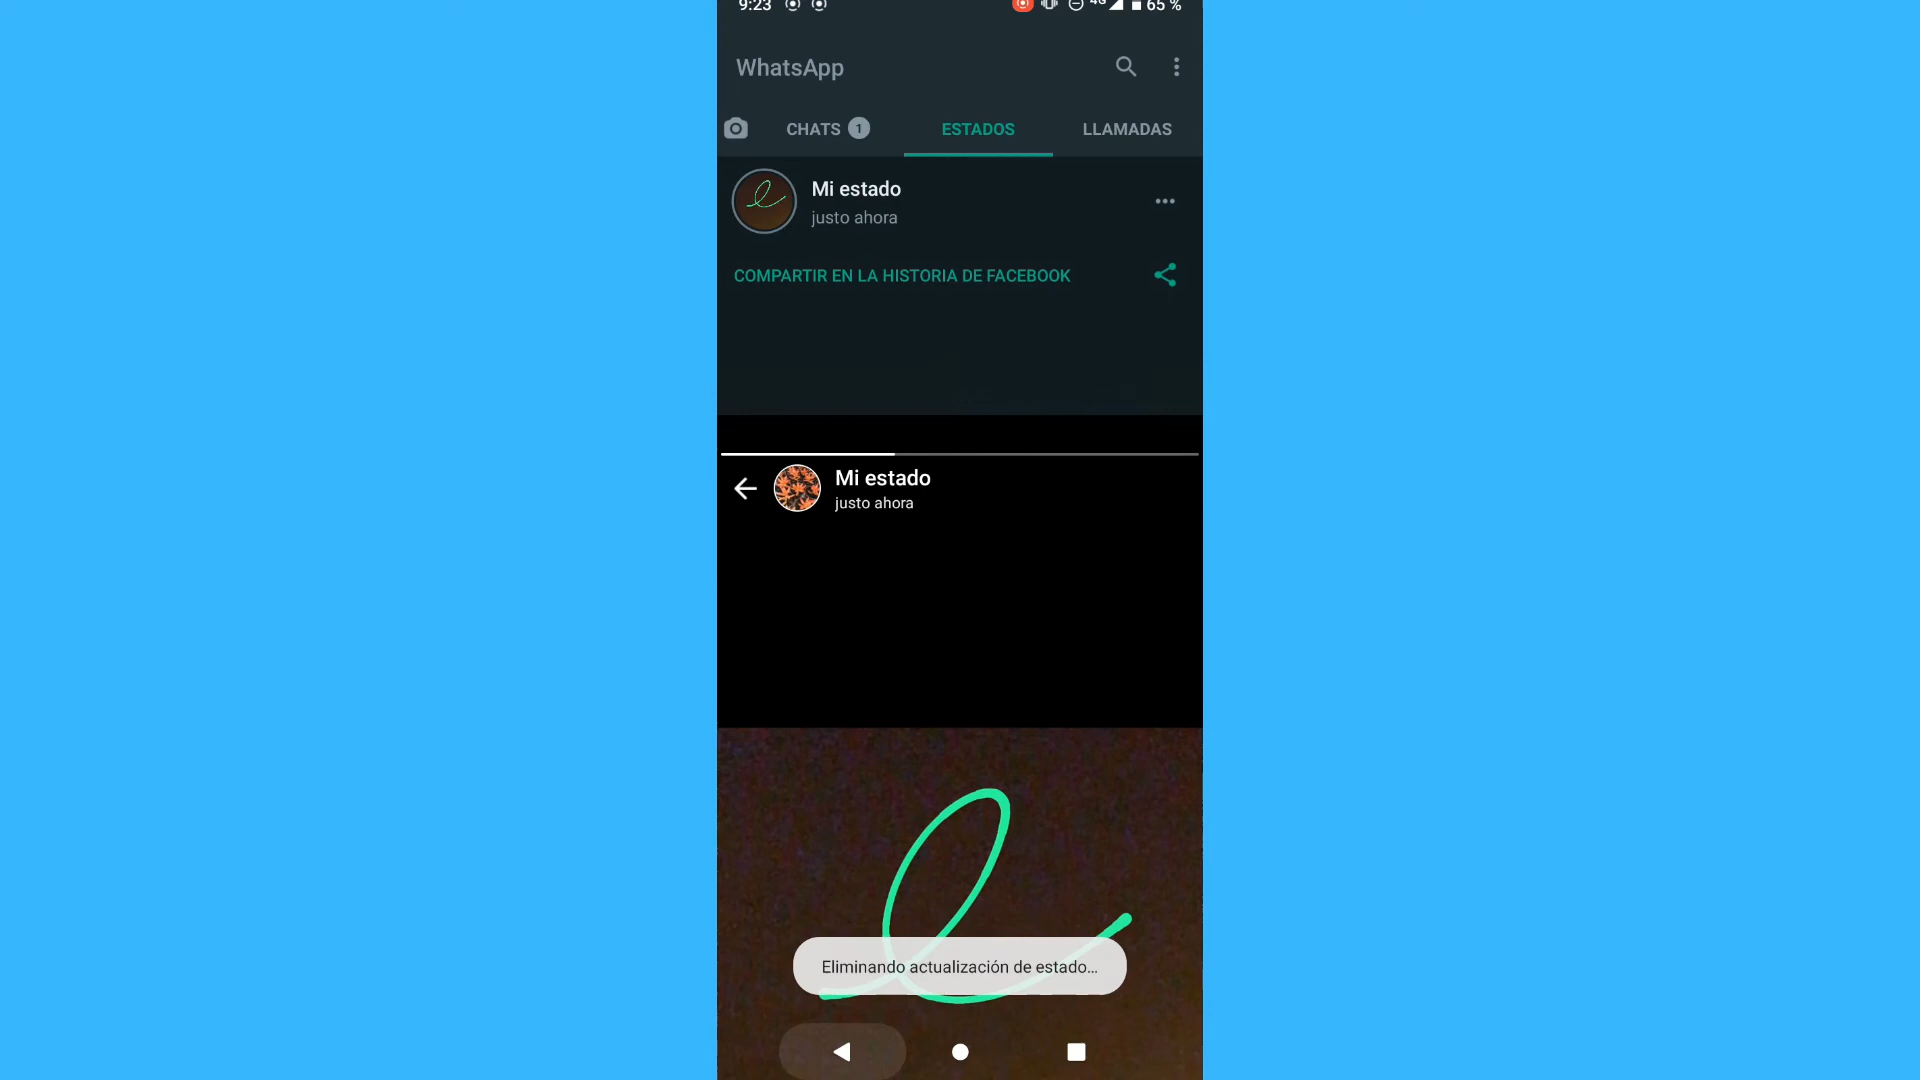 9:23 4G 65 %
WhatsApp
CHATS 1 ESTADOS LLAMADAS
Mi estado
justo ahora
COMPARTIR EN LA HISTORIA DE FACEBOOK
Mi estado
justo ahora
Eliminando actualización de estado...